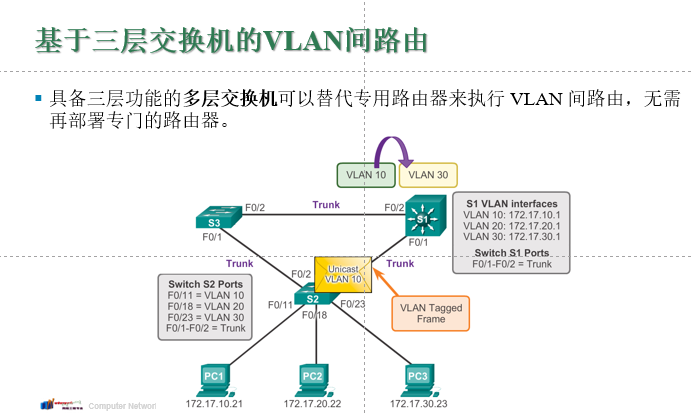 基于三层交换机的VLAN间路由
具备三层功能的多层交换机可以替代专用路由器来执行 VLAN 间路由，无需
再部署专门的路由器。
VLAN 10
VLAN 30
F0/2
Trunk
F0/2
S3
S1
F0/1
F0/1
S1 VLAN interfaces
VLAN 10: 172.17.10.1
VLAN 20: 172.17.20.1
VLAN 30: 172.17.30.1
Switch S1 Ports
F0/1-F0/2 = Trunk
Trunk
Trunk
F0/2
Unicast
VLAN 10
Switch S2 Ports
F0/11 = VLAN 10
F0/18 = VLAN 20
F0/23 = VLAN 30
F0/1-F0/2 = Trunk
S2
F0/11
F0/18
F0/23
VLAN Tagged
Frame
PC1
PC2
PC3
172.17.10.21
172.17.20.22
172.17.30.23
Computer Networ